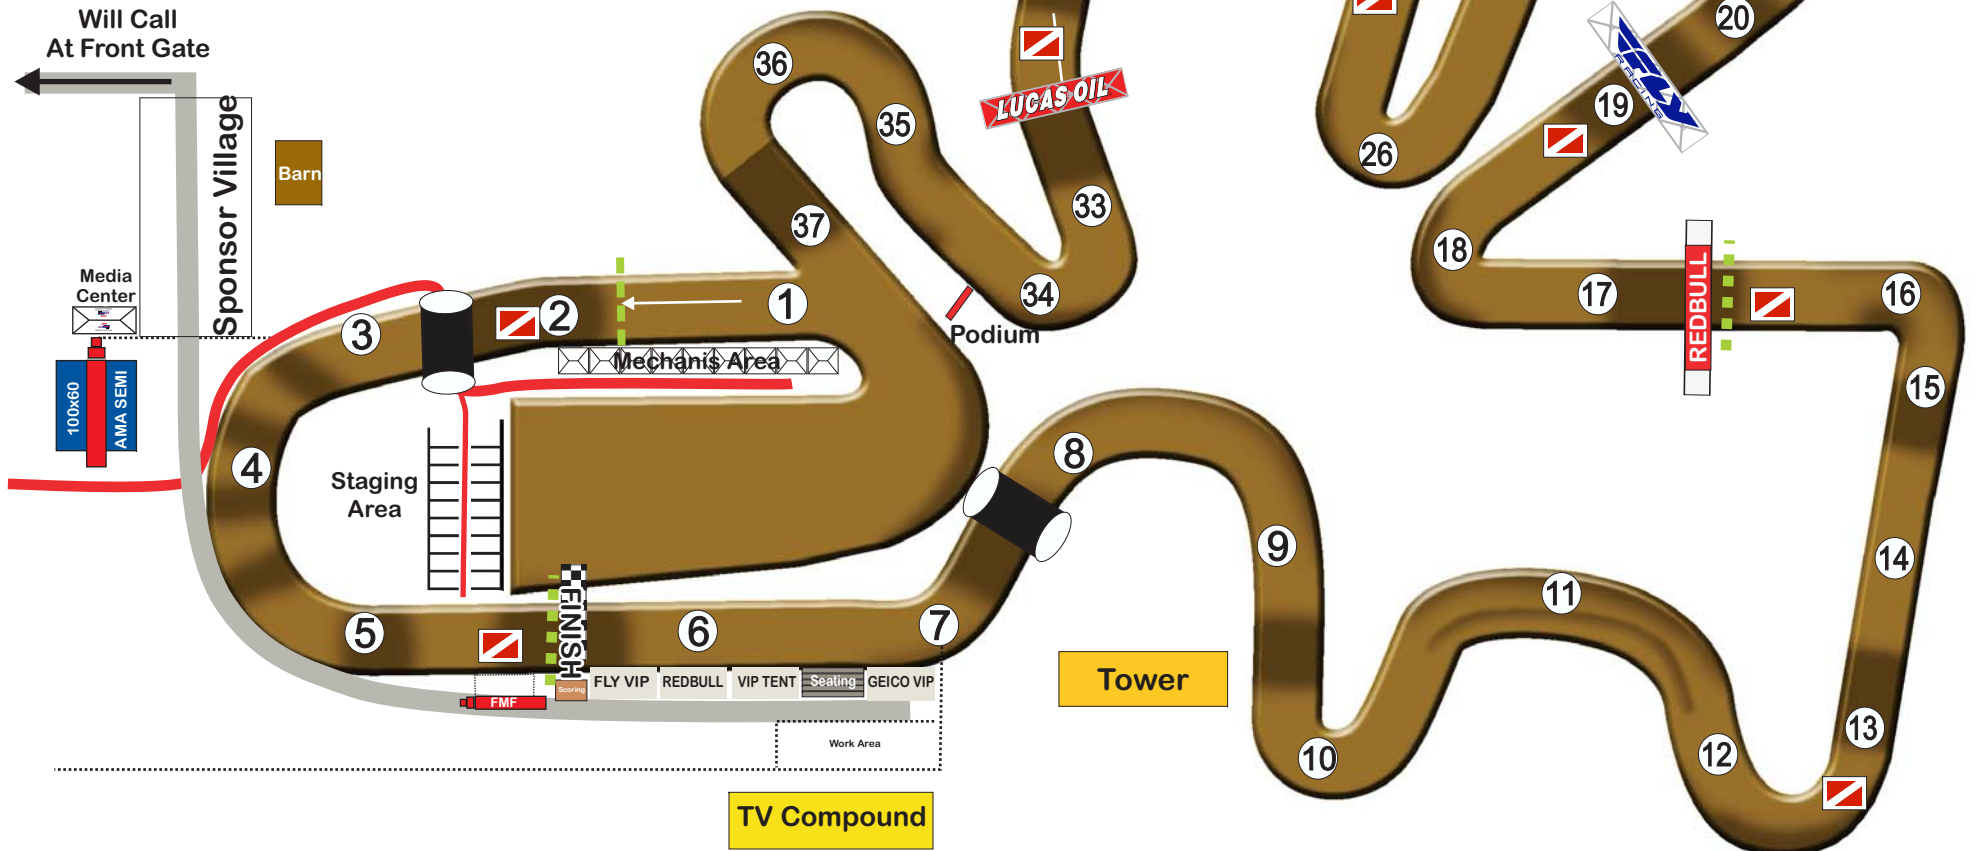 Will Call
At Front Gate
Sponsor Village
Barn
Media
Center
100x60
AMA SEMI
Staging
Area
Mechanis Area
Podium
LUCAS OIL
FLY
RACING
REDBULL
FINISH
Scoring
FMF
FLY VIP
REDBULL
VIP TENT
Seating
GEICO VIP
Work Area
TV Compound
Tower
1
2
3
4
5
6
7
8
9
10
11
12
13
14
15
16
17
18
19
20
26
33
34
35
36
37